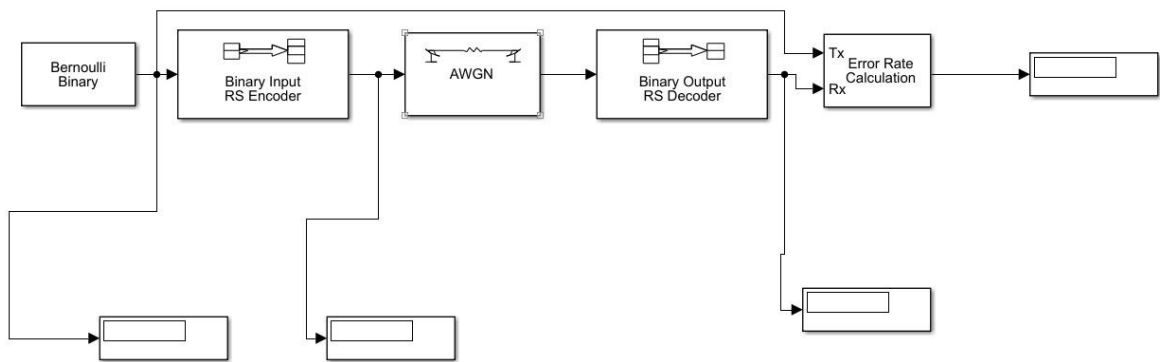 Bernoulli
Binary
Binary Input
RS Encoder
AWGN
Binary Output
RS Decoder
Tx
Rx
Error Rate
Calculation